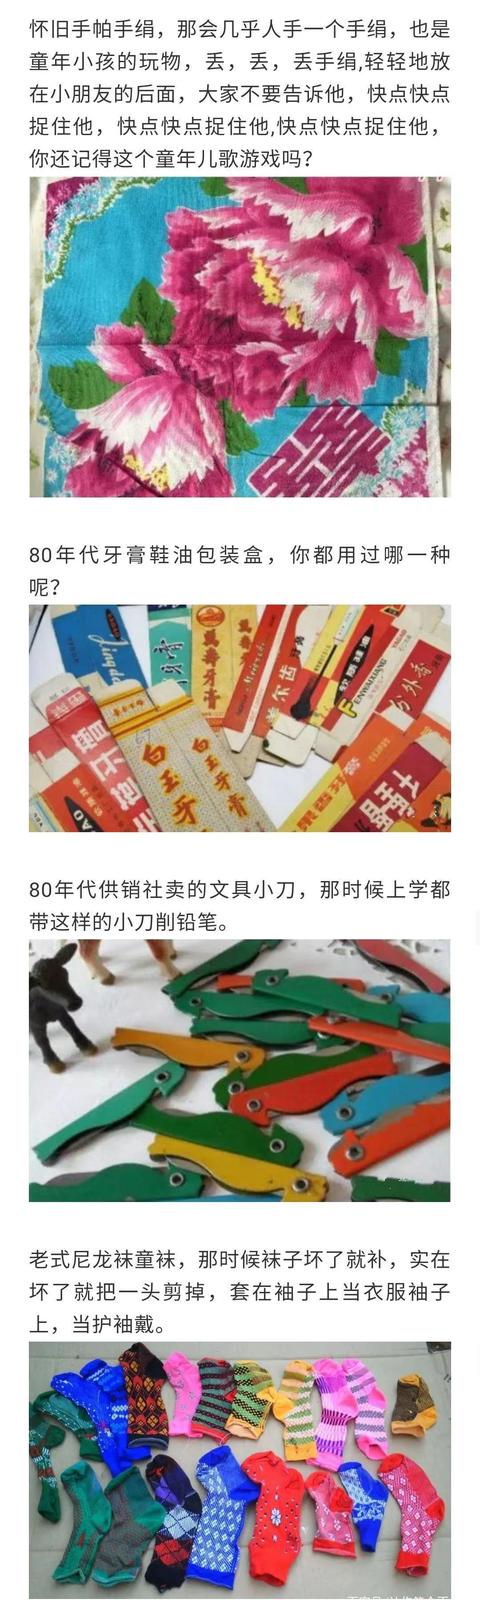 怀旧手帕手绢，那会几乎人手一个手绢，也是
童年小孩的玩物，丢，丢，丢手绢,轻轻地放
在小朋友的后面，大家不要告诉他，快点快点
捉住他，快点快点捉住他,快点快点捉住他，
你还记得这个童年儿歌游戏吗？
80年代牙膏鞋油包装盒，你都用过哪一种
呢？
牙膏
FENWAIXIANG
白玉牙
白玉牙膏
80年代供销社卖的文具小刀，那时候上学都
带这样的小刀削铅笔。
老式尼龙袜童袜，那时候袜子坏了就补，实在
坏了就把一头剪掉，套在袖子上当衣服袖子
上，当护袖戴。